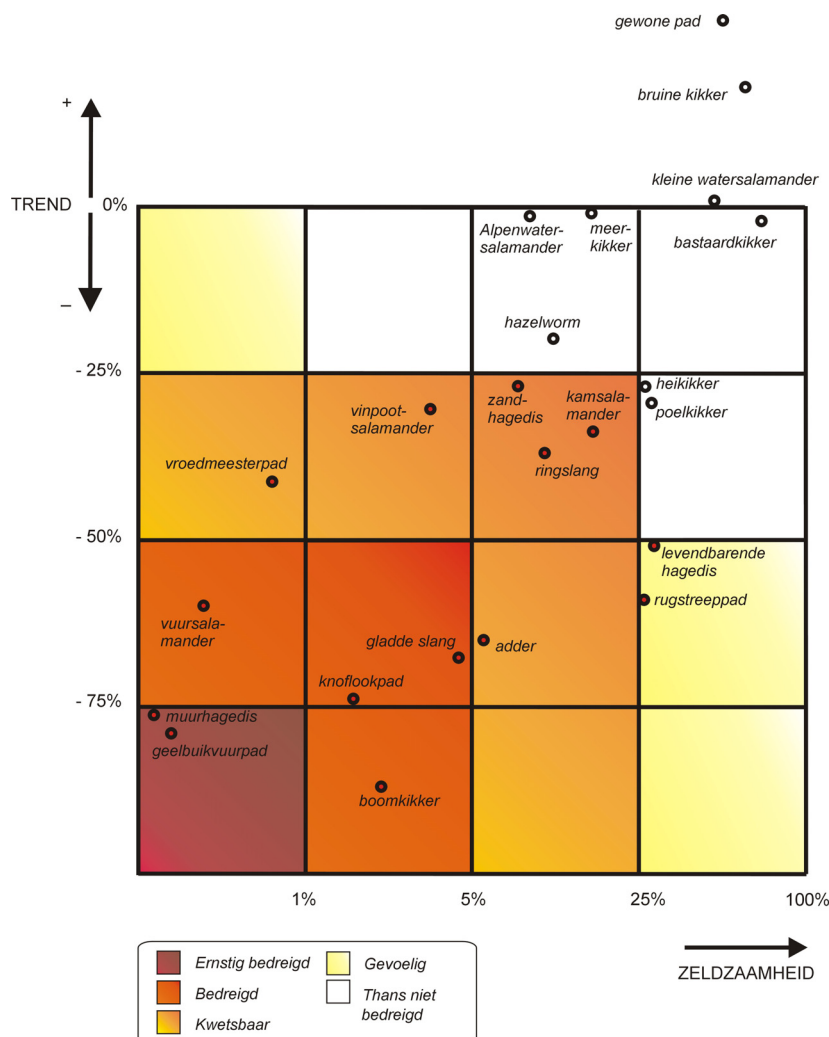 gewone pad
bruine kikker
+
kleine watersalamander
TREND
0%
Alpenwater-
salamander
meer-
kikker
bastaardkikker
–
hazelworm
- 25%
zand-
hagedis
kamsala-
mander
heikikker
poelkikker
vinpoot-
salamander
vroedmeesterpad
ringslang
- 50%
levendbarende
hagedis
rugstreeppad
vuursala-
mander
gladde slang
adder
knoflookpad
- 75%
muurhagedis
geelbuikvuurpad
boomkikker
1%
5%
25%
100%
Ernstig bedreigd
Bedreigd
Kwetsbaar
Gevoelig
Thans niet
bedreigd
ZELDZAAMHEID